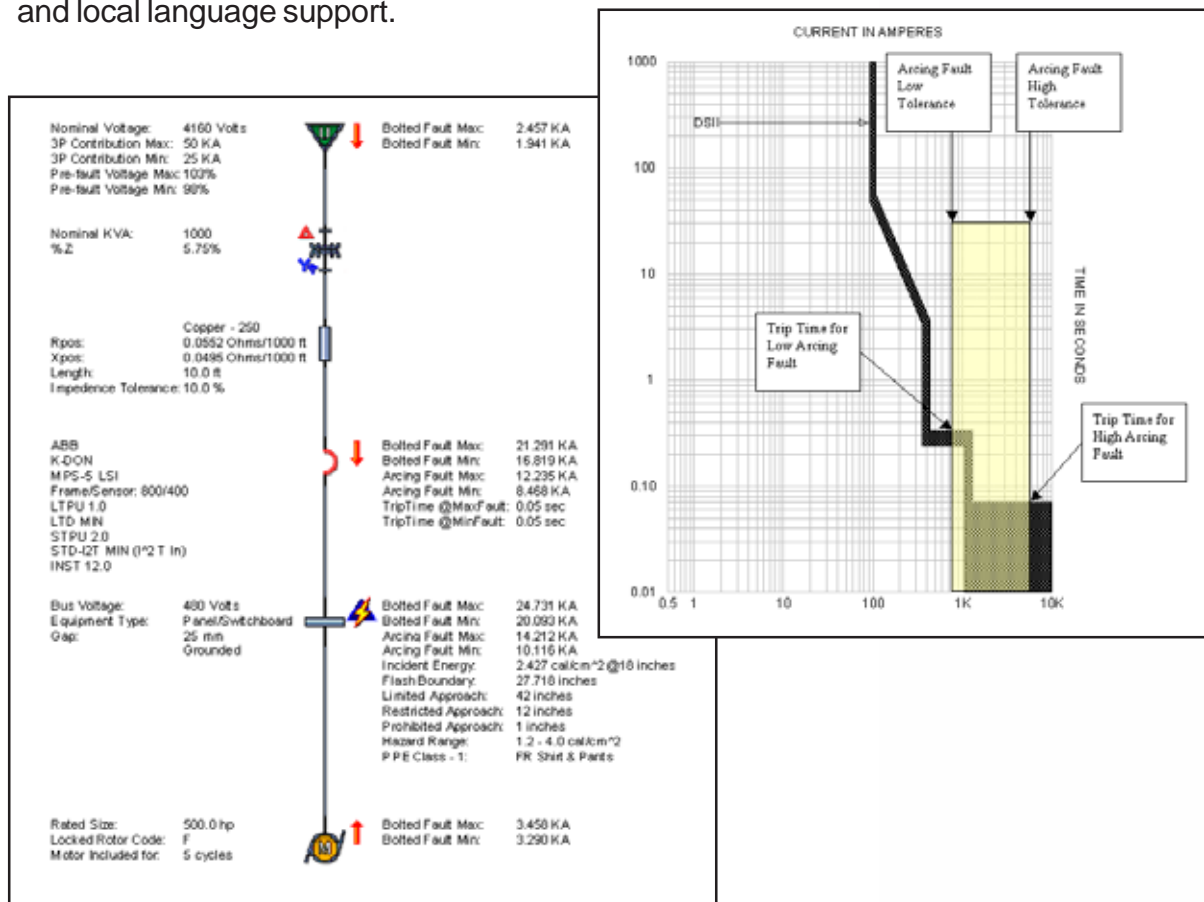 and local language support.
Nominal Voltage: 4160 Volts
3P Contribution Max: 50 KA
3P Contribution Min: 25 KA
Pre-fault Voltage Max: 103%
Pre-fault Voltage Min: 98%
Bolted Fault Max: 2.457 KA
Bolted Fault Min: 1.941 KA
Nominal KVA: 1000
%Z 5.75%
Copper - 250
Rpos: 0.0552 Ohms/1000 ft
Xpos: 0.0495 Ohms/1000 ft
Length: 10.0 ft
Impedence Tolerance: 10.0 %
ABB
K-DON
MPS-5 LSI
Frame/Sensor: 800/400
LTPU 1.0
LTD MIN
STPU 2.0
STD-I2T MIN (I^2 T In)
INST 12.0
Bolted Fault Max: 21.291 KA
Bolted Fault Min: 16.819 KA
Arcing Fault Max: 12.235 KA
Arcing Fault Min: 8.468 KA
TripTime @MaxFault: 0.05 sec
TripTime @MinFault: 0.05 sec
Bus Voltage: 480 Volts
Equipment Type: Panel/Switchboard
Gap: 25 mm
Grounded
Bolted Fault Max: 24.731 KA
Bolted Fault Min: 20.093 KA
Arcing Fault Max: 14.212 KA
Arcing Fault Min: 10.116 KA
Incident Energy: 2.427 cal/cm^2 @18 inches
Flash Boundary: 27.718 inches
Limited Approach: 42 inches
Restricted Approach: 12 inches
Prohibited Approach: 1 inches
Hazard Range: 1.2 - 4.0 cal/cm^2
PPE Class - 1: FR Shirt & Pants
Rated Size: 500.0 hp
Locked Rotor Code: F
Motor Included for: 5 cycles
M
Bolted Fault Max: 3.458 KA
Bolted Fault Min: 3.290 KA
CURRENT IN AMPERES
1000
100
10
1
0.10
0.01
0.5 1 10 100 1K 10K
TIME IN SECONDS
DSII
Arcing Fault
Low
Tolerance
Arcing Fault
High
Tolerance
Trip Time for
Low Arcing
Fault
Trip Time for
High Arcing
Fault